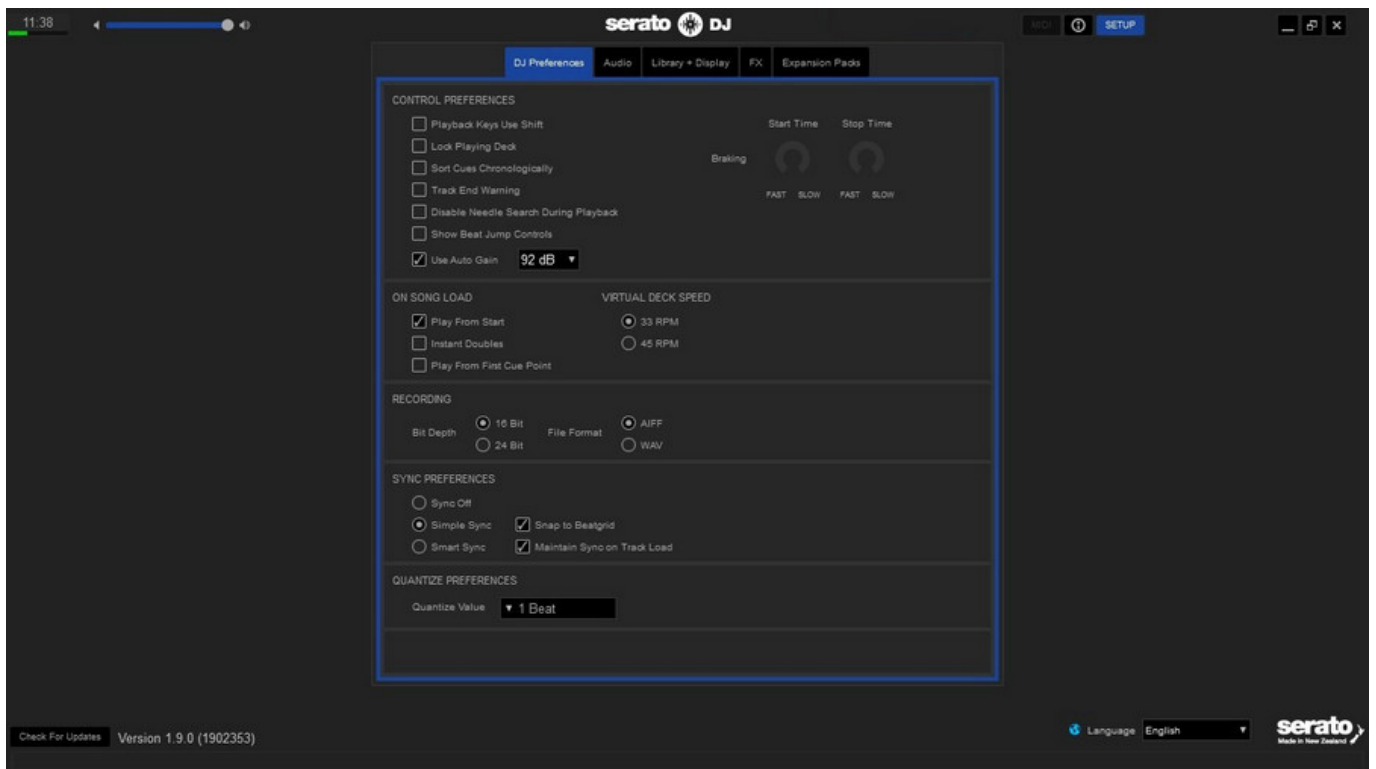 11:38
serato DJ
MIDI
SETUP
DJ Preferences Audio Library + Display FX Expansion Packs
CONTROL PREFERENCES
Playback Keys Use Shift
Start Time Stop Time
Lock Playing Deck
Braking
Sort Cues Chronologically
Track End Warning
FAST SLOW FAST SLOW
Disable Needle Search During Playback
Show Beat Jump Controls
Use Auto Gain 92 dB
ON SONG LOAD VIRTUAL DECK SPEED
Play From Start 33 RPM
Instant Doubles 45 RPM
Play From First Cue Point
RECORDING
16 Bit AIFF
Bit Depth File Format
24 Bit WAV
SYNC PREFERENCES
Sync Off
Simple Sync Snap to Beatgrid
Smart Sync Maintain Sync on Track Load
QUANTIZE PREFERENCES
Quantize Value 1 Beat
Check For Updates Version 1.9.0 (1902353)
Language English
serato
Made in New Zealand